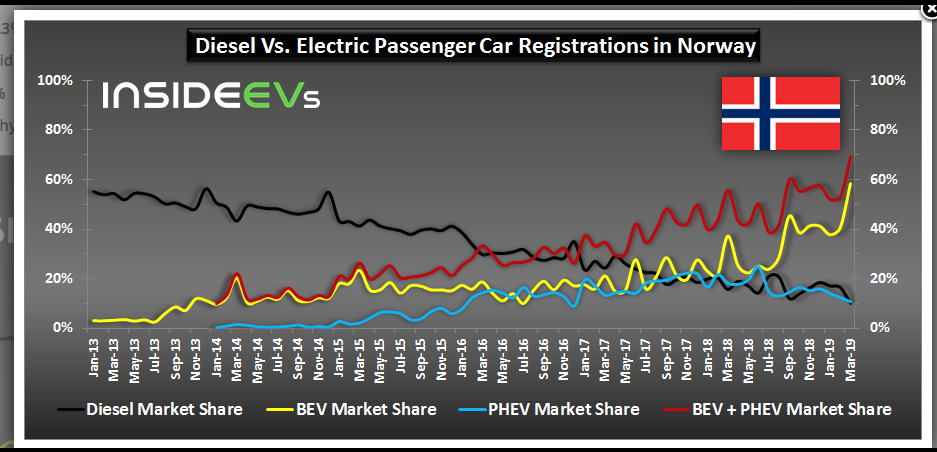 Diesel Vs. Electric Passenger Car Registrations in Norway
INSIDEEVs
100%
80%
60%
40%
20%
0%
100%
80%
60%
40%
20%
0%
Jan-13
Mar-13
May-13
Jul-13
Sep-13
Nov-13
Jan-14
Mar-14
May-14
Jul-14
Sep-14
Nov-14
Jan-15
Mar-15
May-15
Jul-15
Sep-15
Nov-15
Jan-16
Mar-16
May-16
Jul-16
Sep-16
Nov-16
Jan-17
Mar-17
May-17
Jul-17
Sep-17
Nov-17
Jan-18
Mar-18
May-18
Jul-18
Sep-18
Nov-18
Jan-19
Mar-19
Diesel Market Share
BEV Market Share
PHEV Market Share
BEV + PHEV Market Share